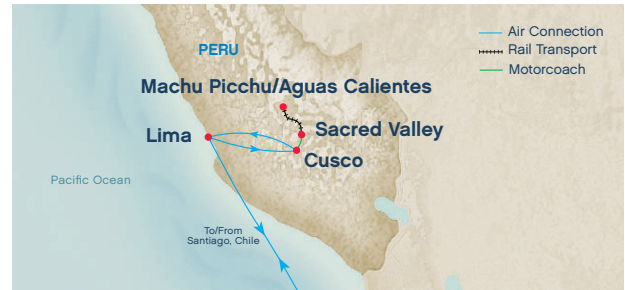 Air Connection
Rail Transport
Motorcoach
PERU
Machu Picchu/Aguas Calientes
Sacred Valley
Lima
Cusco
Pacific Ocean
To/From
Santiago, Chile